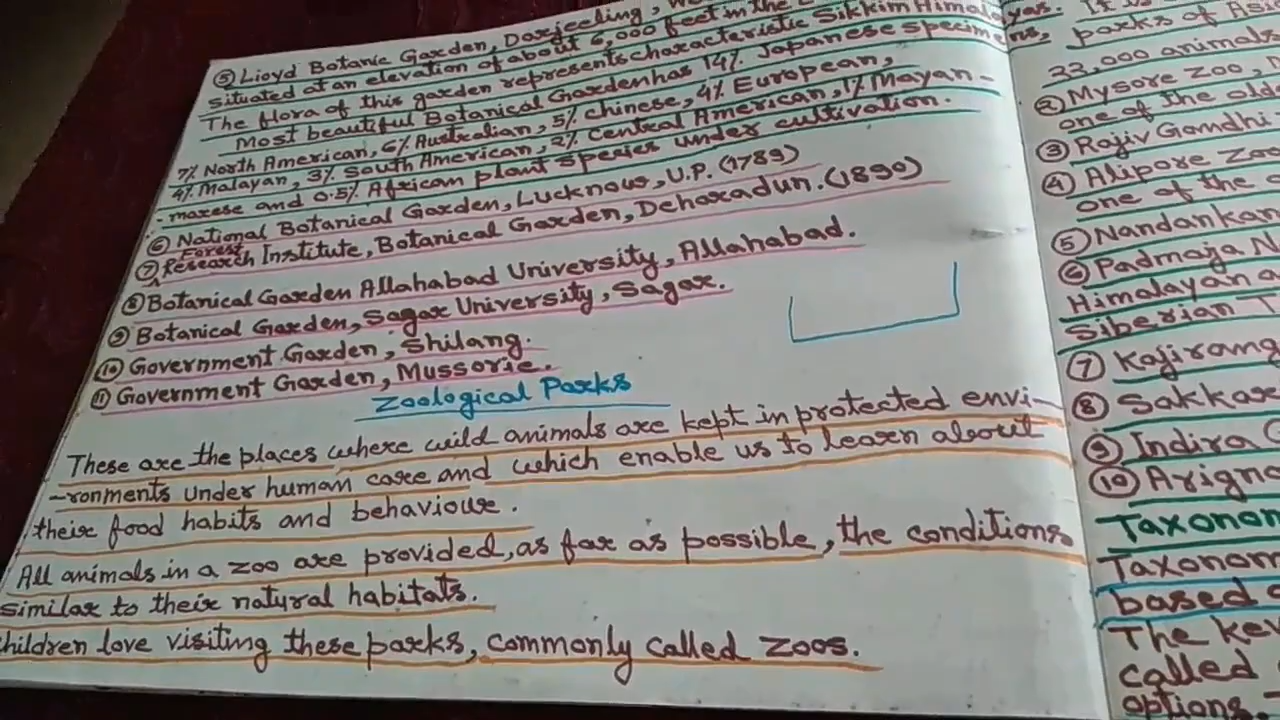 ⑤ Lioyd Botanic Garden, Darjeeling,
situated at an elevation of about 6,000 feet in the
The flora of this garden represents characteristic Sikkim Himalayas.
Most beautiful Botanical Garden has 14% Japanese specimens,
7% North American, 6% Australian, 5% Chinese, 4% European,
4% Malayan, 3% South American, 2% Central American, 1% Mayan-
-marese and 0.5% African plant species under cultivation.
⑥ National Botanical Garden, Lucknow, U.P. (1789)
⑦ Forest Research Institute, Botanical Garden, Dehradun. (1890)
⑧ Botanical Garden Allahabad University, Allahabad.
⑨ Botanical Garden, Sagar University, Sagar.
⑩ Government Garden, Shilang.
⑪ Government Garden, Mussorie.
Zoological Parks
These are the places where wild animals are kept in protected envi-
-ronments under human care and which enable us to learn about
their food habits and behaviour.
All animals in a zoo are provided, as far as possible, the conditions
similar to their natural habitats.
children love visiting these parks, commonly called zoos.
parks of
22,000 animals
② Mysore Zoo,
one of the
③ Rajiv Gandhi
④ Alipore Zoo
one of the
⑤ Nandankan
⑥ Padmaja N
Himalayan
Siberian T
⑦ Kajirang
⑧ Sakkar
⑨ Indira
⑩ Arigna
Taxonom
Taxonom
based
The key
called
options.